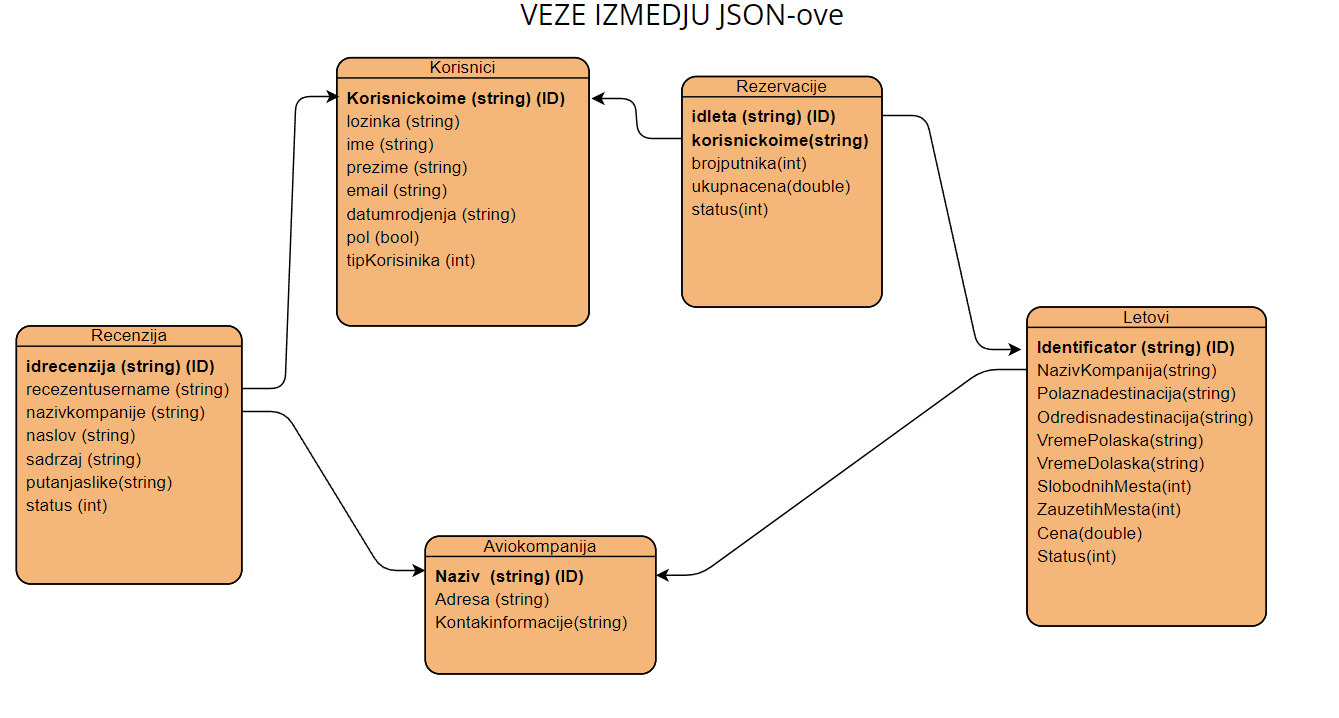 VEZE IZMEDJU JSON-ove
Korisnici
Korisnickoime (string) (ID)
lozinka (string)
ime (string)
prezime (string)
email (string)
datumrodjenja (string)
pol (bool)
tipKorisinika (int)
Rezervacije
idleta (string) (ID)
korisnickoime(string)
brojputnika(int)
ukupnacena(double)
status(int)
Recenzija
idrecenzija (string) (ID)
recezentusername (string)
nazivkompanije (string)
naslov (string)
sadrzaj (string)
putanjaslike(string)
status (int)
Letovi
Identificator (string) (ID)
NazivKompanija(string)
Polaznadestinacija(string)
Odredisnadestinacija(string)
VremePolaska(string)
VremeDolaska(string)
SlobodnihMesta(int)
ZauzetihMesta(int)
Cena(double)
Status(int)
Aviokompanija
Naziv  (string) (ID)
Adresa (string)
Kontakinformacije(string)